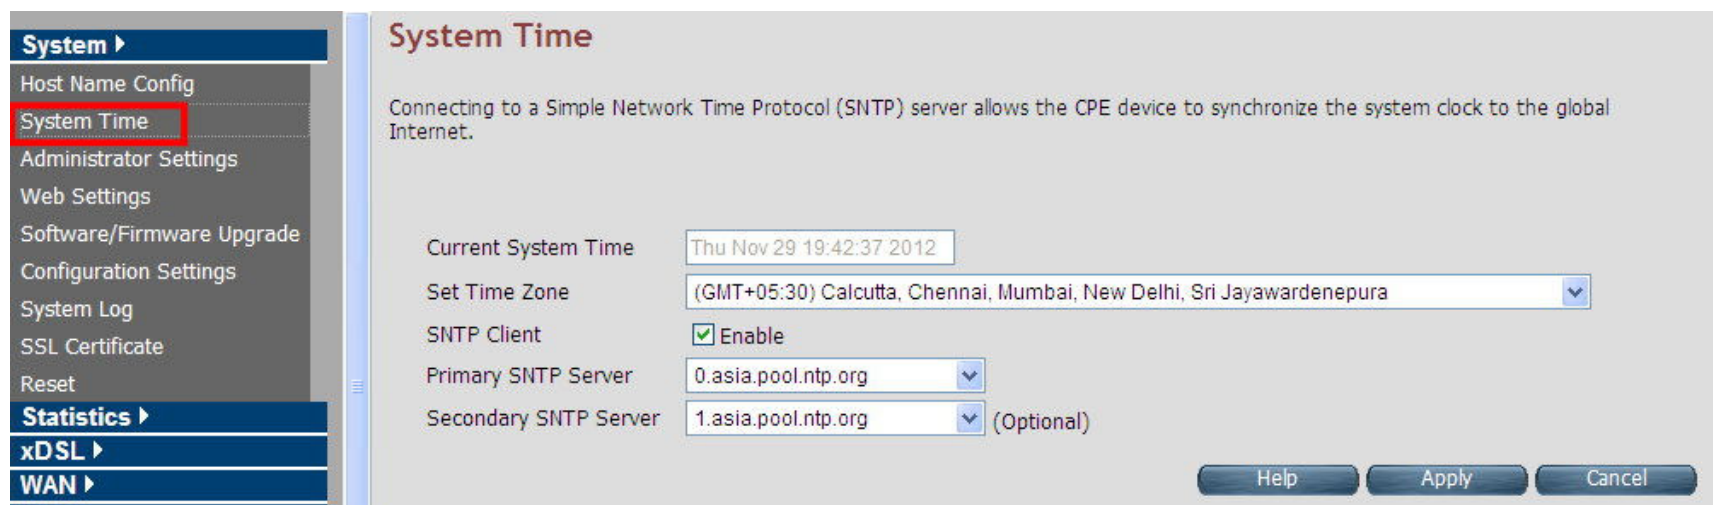 System
Host Name Config
System Time
Administrator Settings
Web Settings
Software/Firmware Upgrade
Configuration Settings
System Log
SSL Certificate
Reset
Statistics
xDSL
WAN
System Time
Connecting to a Simple Network Time Protocol (SNTP) server allows the CPE device to synchronize the system clock to the global
Internet.
Current System Time Thu Nov 29 19:42:37 2012
Set Time Zone (GMT+05:30) Calcutta, Chennai, Mumbai, New Delhi, Sri Jayawardenepura
SNTP Client Enable
Primary SNTP Server 0.asia.pool.ntp.org
Secondary SNTP Server 1.asia.pool.ntp.org (Optional)
Help Apply Cancel